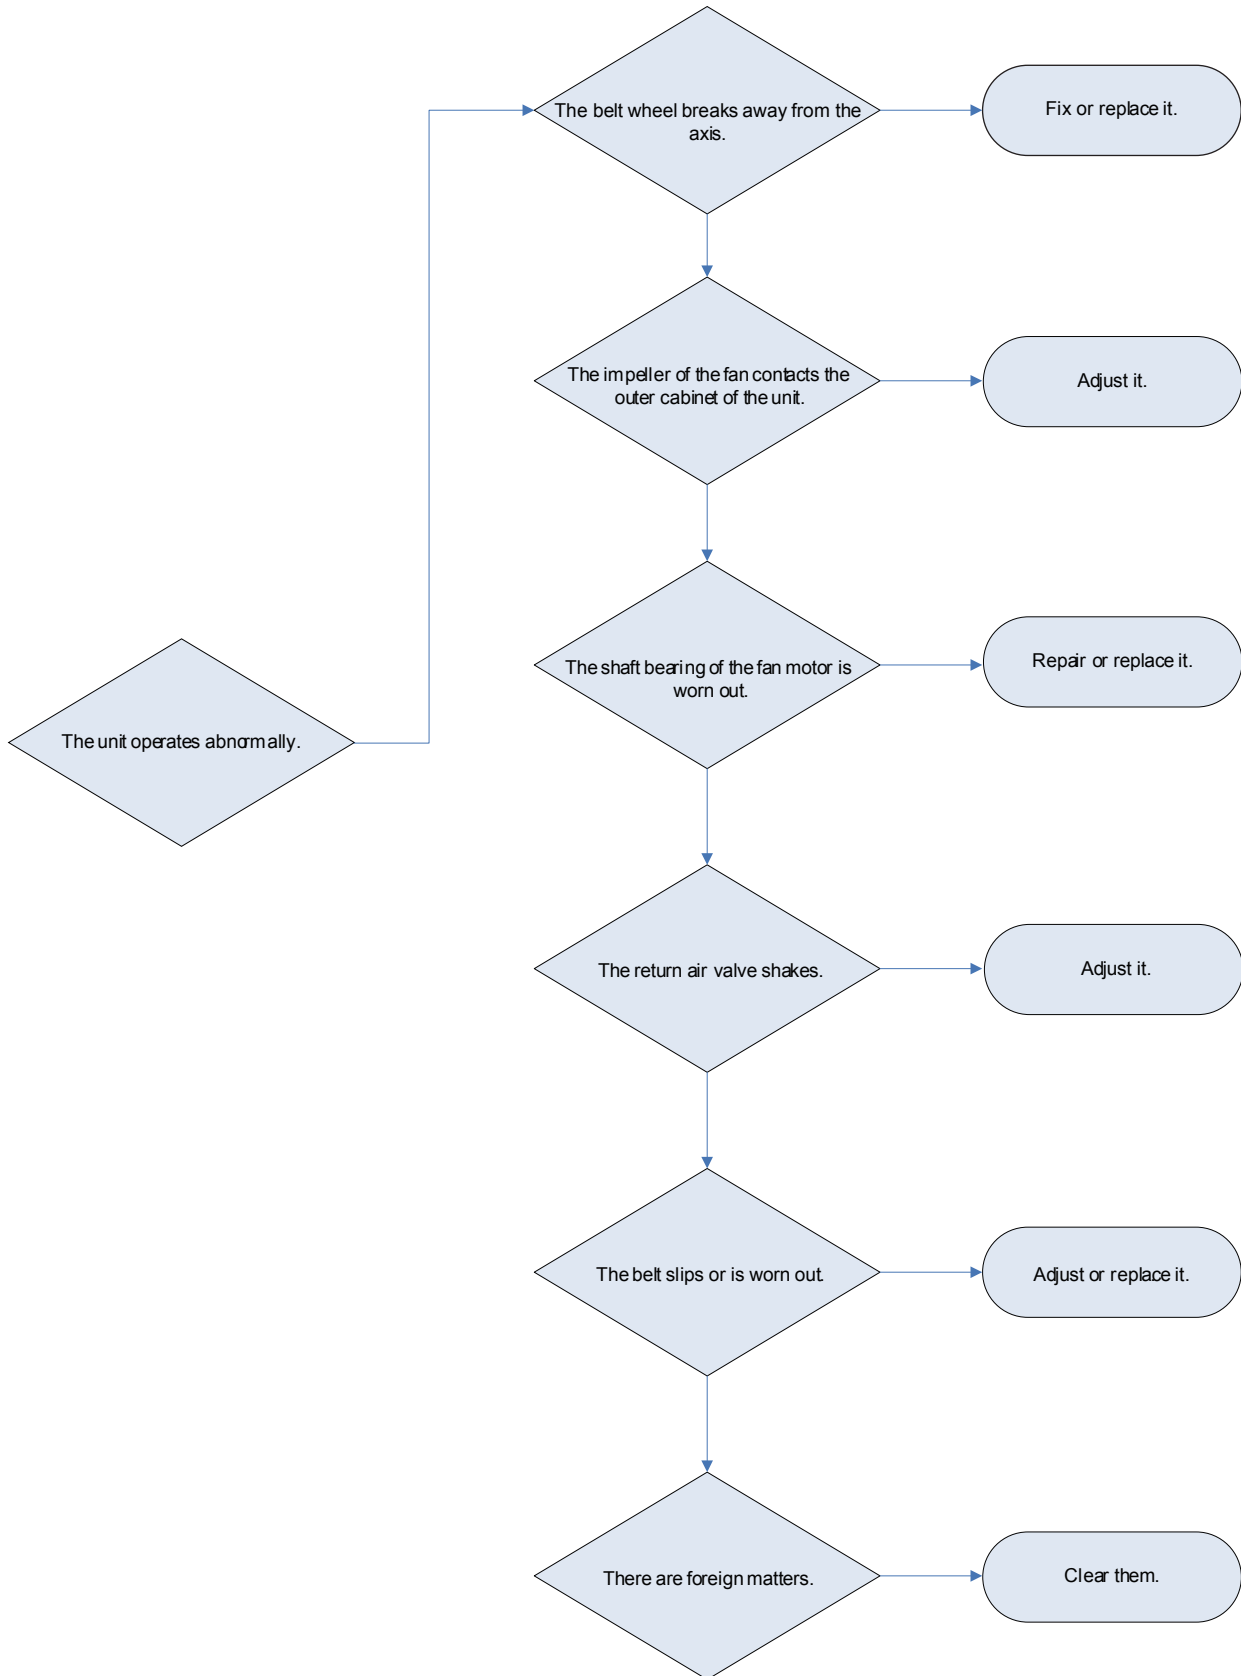 The belt wheel breaks away from the
axis.
Fix or replace it.
The impeller of the fan contacts the
outer cabinet of the unit.
Adjust it.
The shaft bearing of the fan motor is
worn out.
Repair or replace it.
The unit operates abnormally.
The return air valve shakes.
Adjust it.
The belt slips or is worn out.
Adjust or replace it.
There are foreign matters.
Clear them.